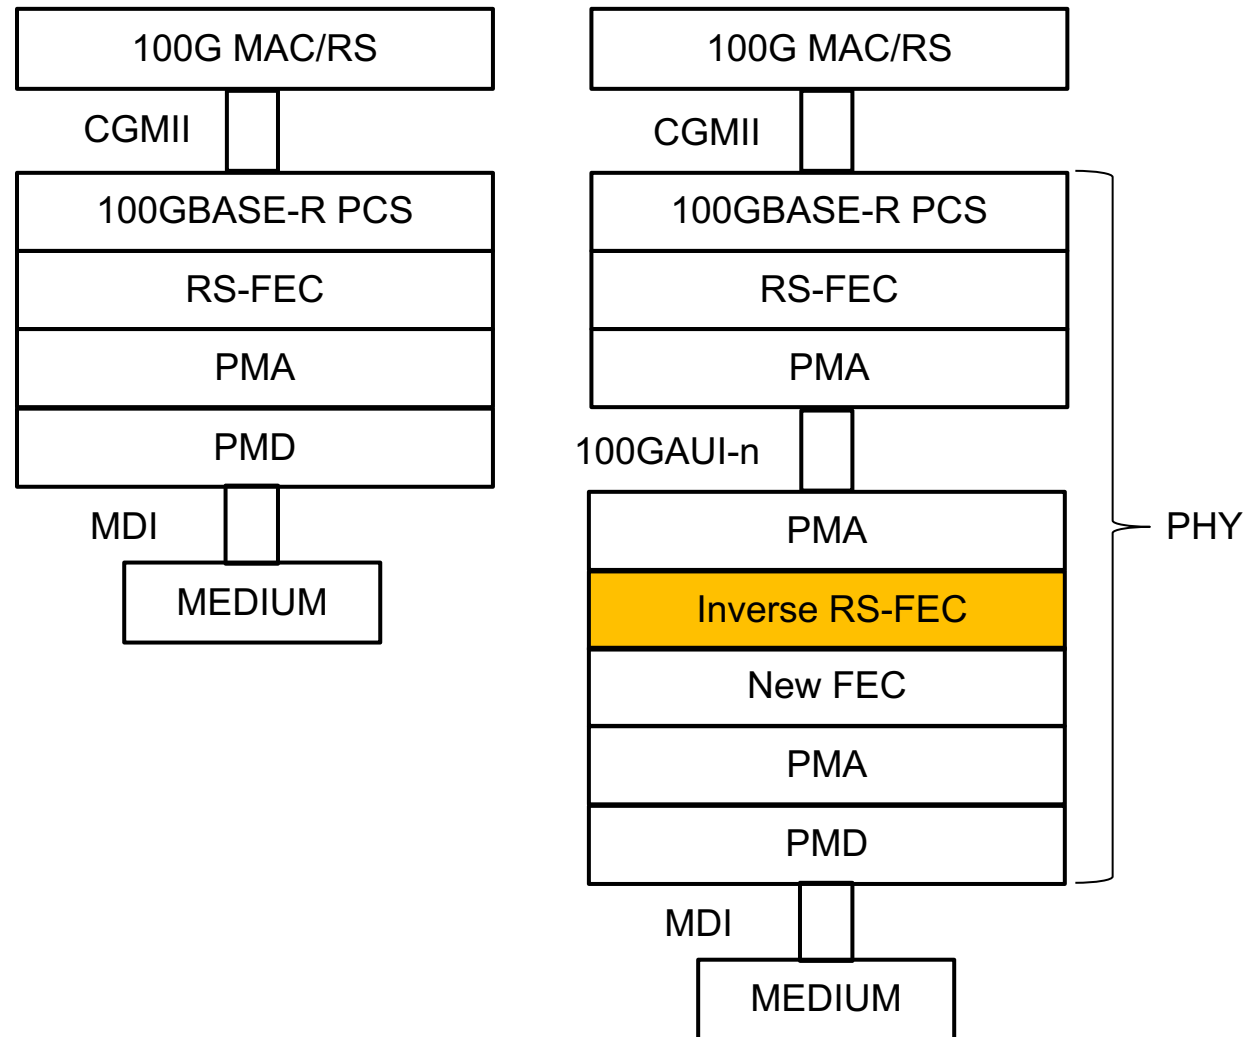 100G MAC/RS
CGMII
100GBASE-R PCS
RS-FEC
PMA
PMD
MDI
MEDIUM
100G MAC/RS
CGMII
100GBASE-R PCS
RS-FEC
PMA
100GAUI-n
PMA
Inverse RS-FEC
New FEC
PMA
PMD
MDI
MEDIUM
PHY